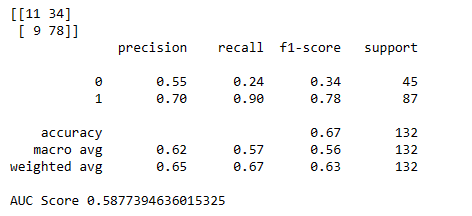 [[11 34]
[ 9 78]]
precision recall f1-score support
0 0.55 0.24 0.34 45
1 0.70 0.90 0.78 87
accuracy 0.67 132
macro avg 0.62 0.57 0.56 132
weighted avg 0.65 0.67 0.63 132
AUC Score 0.5877394636015325